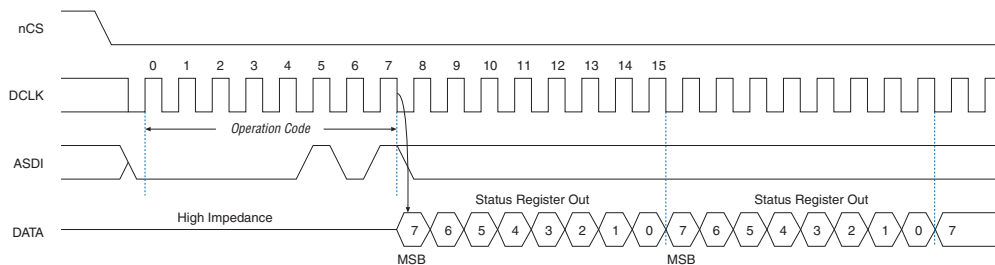 nCS
0 1 2 3 4 5 6 7 8 9 10 11 12 13 14 15
DCLK
Operation Code
ASDI
Status Register Out Status Register Out
High Impedance
DATA 7 6 5 4 3 2 1 0 7 6 5 4 3 2 1 0 7
MSB MSB